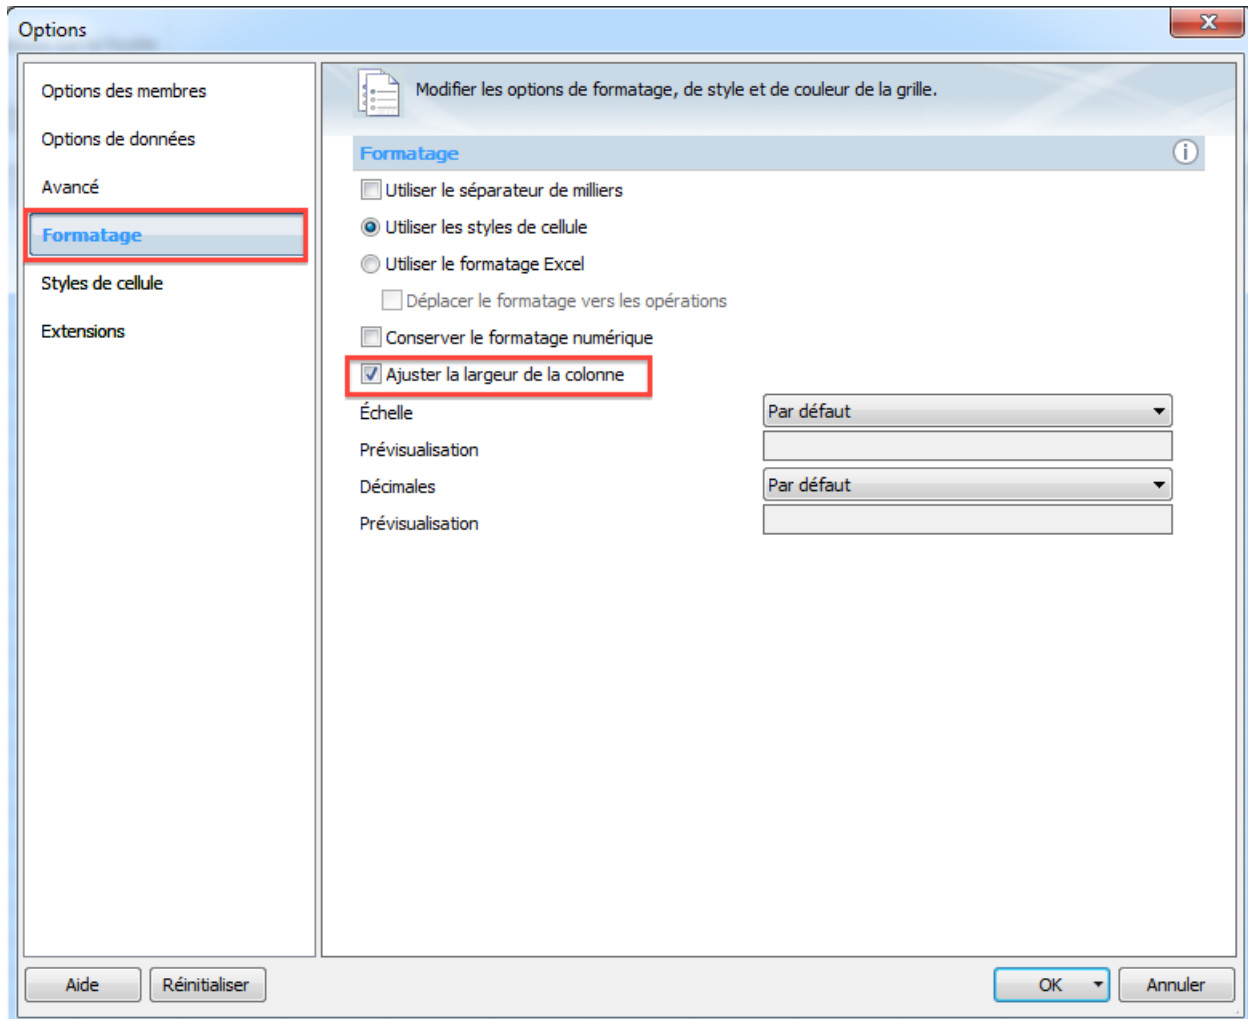 Options
Options des membres
Options de données
Avancé
Formatage
Styles de cellule
Extensions
Modifier les options de formatage, de style et de couleur de la grille.
Formatage
Utiliser le séparateur de milliers
Utiliser les styles de cellule
Utiliser le formatage Excel
Déplacer le formatage vers les opérations
Conserver le formatage numérique
Ajuster la largeur de la colonne
Échelle Par défaut
Prévisualisation
Décimales Par défaut
Prévisualisation
Aide Réinitialiser OK Annuler